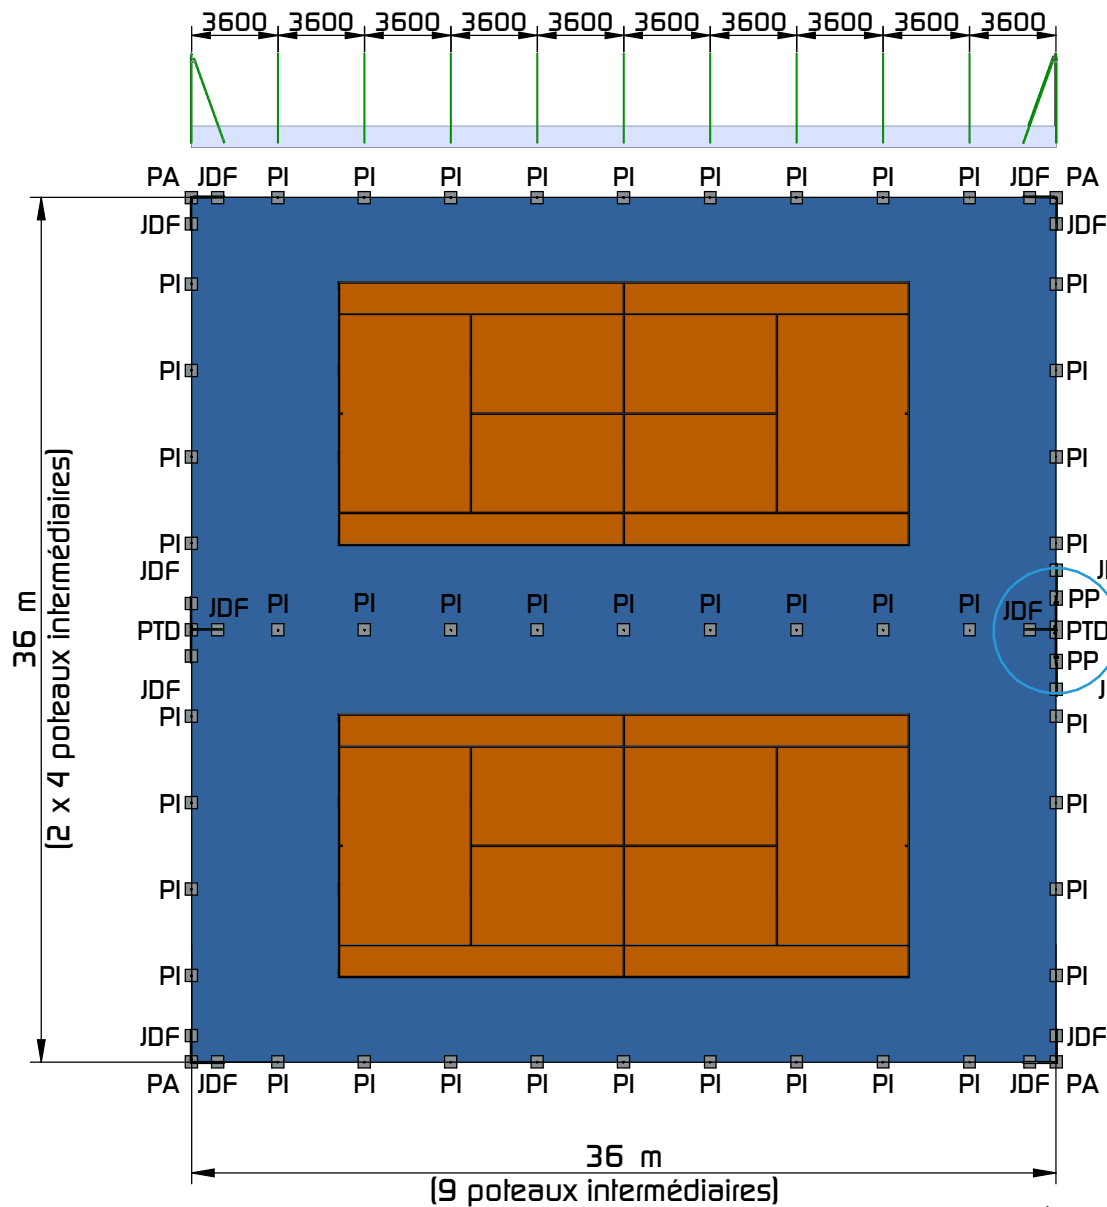 3600 3600 3600 3600 3600 3600 3600 3600 3600 3600
PA JDF PI PI PI PI PI PI PI PI PI JDF PA
JDF JDF
PI PI
PI PI
36 m
(2 x 4 poteaux intermédiaires)
PI PI
PI PI
JDF
JDF PI PI PI PI PI PI PI PI PI JDF PP
PTD PTD
PP
JDF
PI PI
PI PI
PI PI
PI PI
JDF JDF
PA JDF PI PI PI PI PI PI PI PI PI JDF PA
36 m
(9 poteaux intermédiaires)